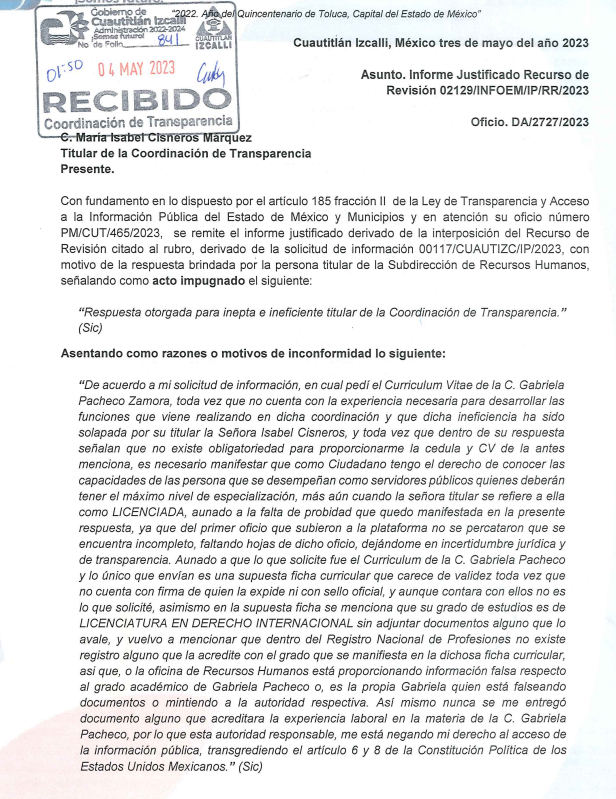 "2022. Año del Quincentenario de Toluca, Capital del Estado de México"
Gobierno de
Cuautitlán Izcalli
Administración 2022-2024
¡Somos futuro!
No. de Folio 841
CUAUTITLÁN
IZCALLI
01:50
04 MAY 2023
RECIBIDO
Coordinación de Transparencia
Cuautitlán Izcalli, México tres de mayo del año 2023
Asunto. Informe Justificado Recurso de
Revisión 02129/INFOEM/IP/RR/2023
Oficio. DA/2727/2023
C. María Isabel Cisneros Márquez
Titular de la Coordinación de Transparencia
Presente.
Con fundamento en lo dispuesto por el artículo 185 fracción II de la Ley de Transparencia y Acceso
a la Información Pública del Estado de México y Municipios y en atención su oficio número
PM/CUT/465/2023, se remite el informe justificado derivado de la interposición del Recurso de
Revisión citado al rubro, derivado de la solicitud de información 00117/CUAUTIZC/IP/2023, con
motivo de la respuesta brindada por la persona titular de la Subdirección de Recursos Humanos,
señalando como acto impugnado el siguiente:
"Respuesta otorgada para inepta e ineficiente titular de la Coordinación de Transparencia."
(Sic)
Asentando como razones o motivos de inconformidad lo siguiente:
"De acuerdo a mi solicitud de información, en cual pedí el Curriculum Vitae de la C. Gabriela
Pacheco Zamora, toda vez que no cuenta con la experiencia necesaria para desarrollar las
funciones que viene realizando en dicha coordinación y que dicha ineficiencia ha sido
solapada por su titular la Señora Isabel Cisneros, y toda vez que dentro de su respuesta
señalan que no existe obligatoriedad para proporcionarme la cedula y CV de la antes
menciona, es necesario manifestar que como Ciudadano tengo el derecho de conocer las
capacidades de las persona que se desempeñan como servidores públicos quienes deberán
tener el máximo nivel de especialización, más aún cuando la señora titular se refiere a ella
como LICENCIADA, aunado a la falta de probidad que quedo manifestada en la presente
respuesta, ya que del primer oficio que subieron a la plataforma no se percataron que se
encuentra incompleto, faltando hojas de dicho oficio, dejándome en incertidumbre jurídica y
de transparencia. Aunado a que lo que solicite fue el Curriculum de la C. Gabriela Pacheco
y lo único que envían es una supuesta ficha curricular que carece de validez toda vez que
no cuenta con firma de quien la expide ni con sello oficial, y aunque contara con ellos no es
lo que solicité, asimismo en la supuesta ficha se menciona que su grado de estudios es de
LICENCIATURA EN DERECHO INTERNACIONAL sin adjuntar documentos alguno que lo
avale, y vuelvo a mencionar que dentro del Registro Nacional de Profesiones no existe
registro alguno que la acredite con el grado que se manifiesta en la dichosa ficha curricular,
asi que, o la oficina de Recursos Humanos está proporcionando información falsa respecto
al grado académico de Gabriela Pacheco o, es la propia Gabriela quien está falseando
documentos o mintiendo a la autoridad respectiva. Así mismo nunca se me entregó
documento alguno que acreditara la experiencia laboral en la materia de la C. Gabriela
Pacheco, por lo que esta autoridad responsable, me está negando mi derecho al acceso de
la información pública, transgrediendo el artículo 6 y 8 de la Constitución Política de los
Estados Unidos Mexicanos." (Sic)